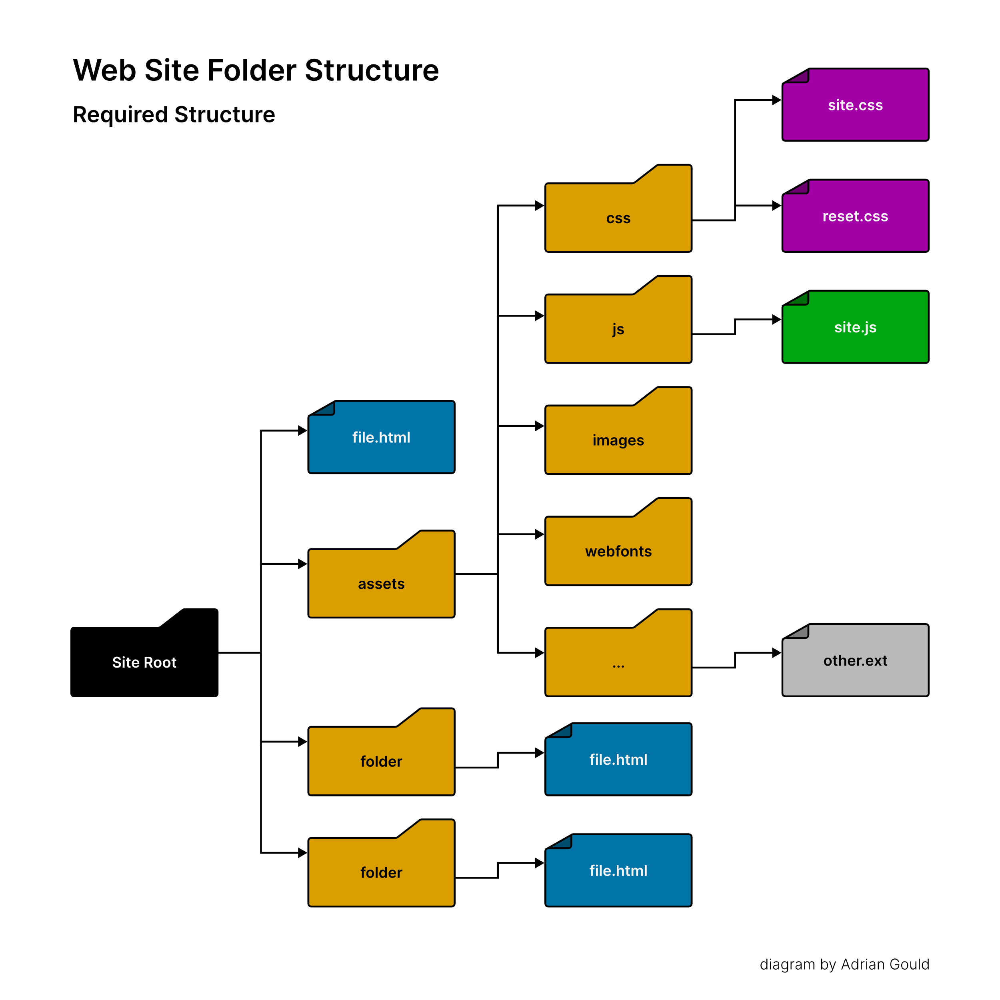 Web Site Folder Structure
Required Structure
site.css
css
reset.css
js
site.js
file.html
images
webfonts
assets
Site Root
...
other.ext
folder
file.html
folder
file.html
diagram by Adrian Gould